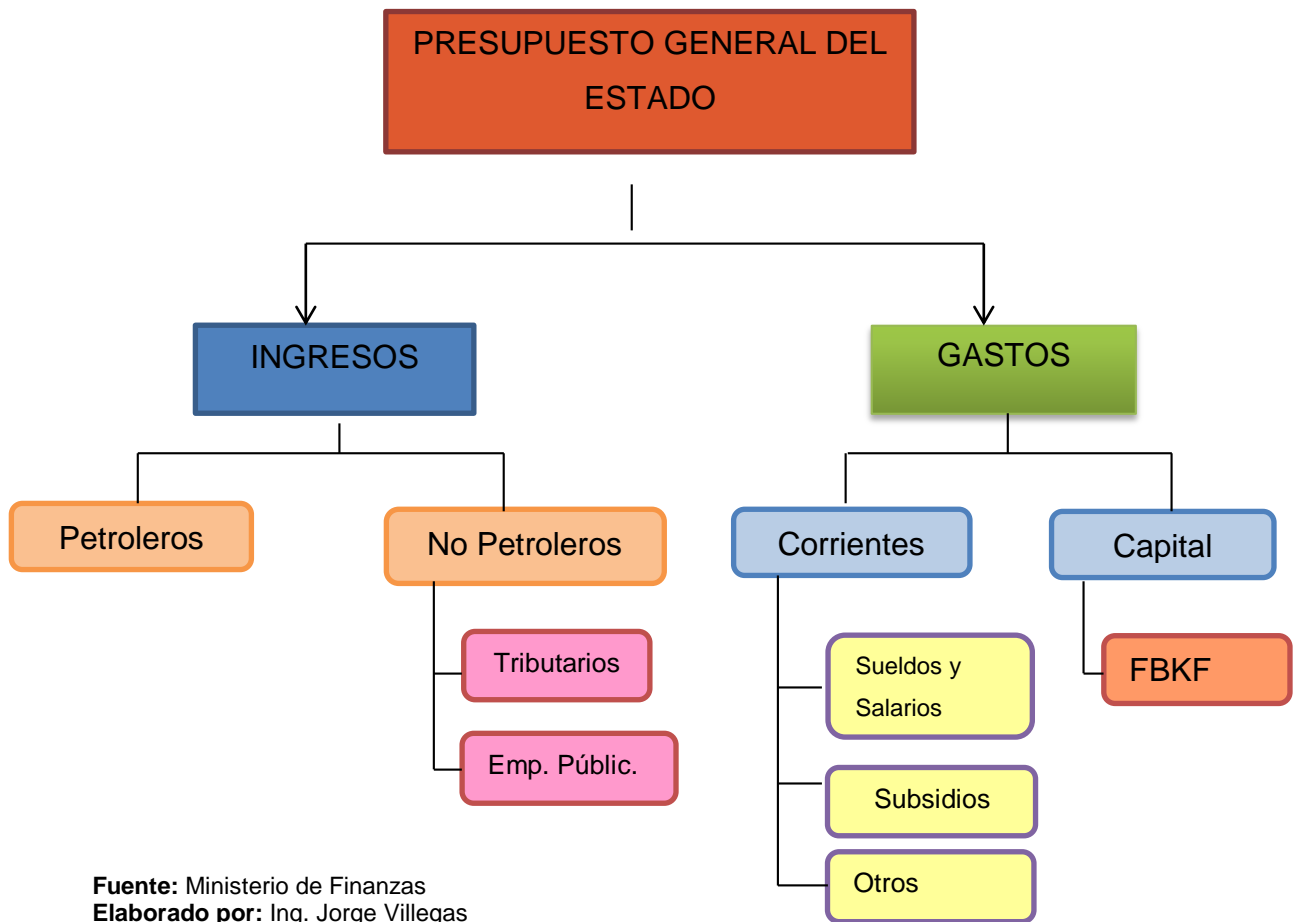 PRESUPUESTO GENERAL DEL
ESTADO
INGRESOS
GASTOS
Petroleros
No Petroleros
Corrientes
Capital
Tributarios
Emp. Públic.
Sueldos y
Salarios
Subsidios
Otros
FBKF
Fuente: Ministerio de Finanzas
Elaborado por: Ing. Jorge Villegas